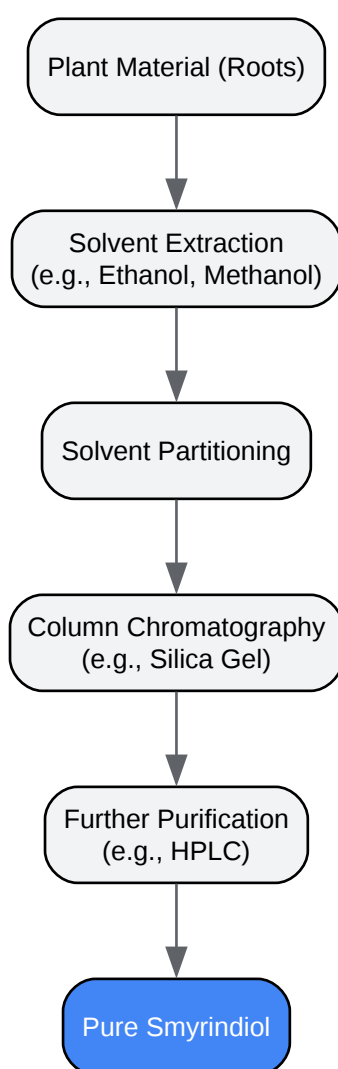 Plant Material (Roots)
Solvent Extraction
(e.g., Ethanol, Methanol)
Solvent Partitioning
Column Chromatography
(e.g., Silica Gel)
Further Purification
(e.g., HPLC)
Pure Smyrindiol